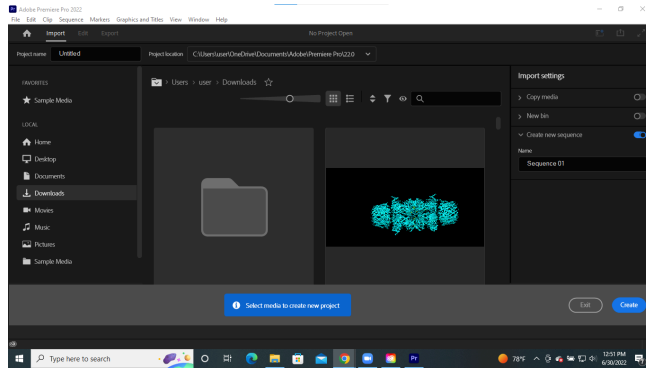 Adobe Premiere Pro 2022
File Edit Clip Sequence Markers Graphics and Titles View Window Help
Import Edit Export
No Project Open
Project name Untitled Project location C:\Users\user\OneDrive\Documents\Adobe\Premiere Pro\22.0
FAVORITES
Sample Media
LOCAL
Home
Desktop
Documents
Downloads
Movies
Music
Pictures
Sample Media
Users > user > Downloads
Import settings
Copy media
New bin
Create new sequence
Name
Sequence 01
Select media to create new project
Exit Create
Type here to search
78°F
12:51 PM
6/30/2022